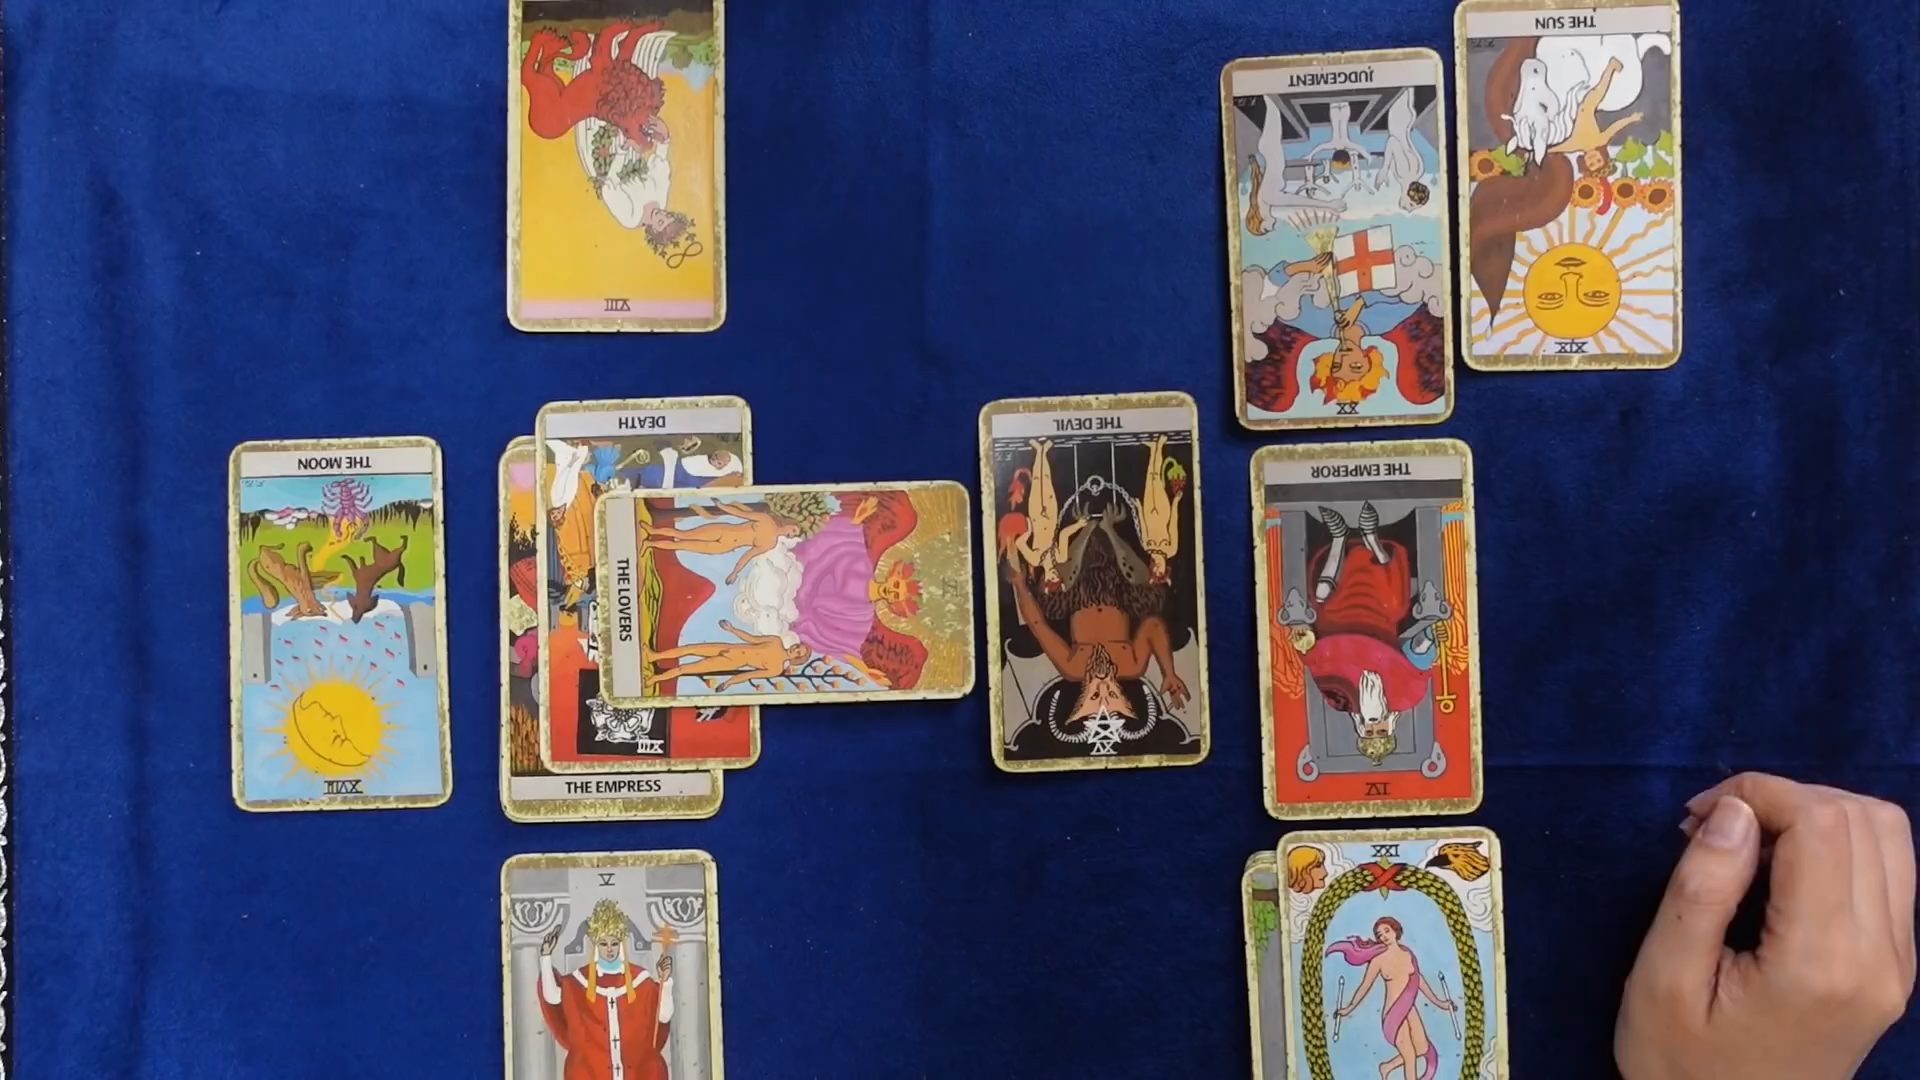 VIII
JUDGEMENT
XX
THE SUN
XIX
THE MOON
XVIII
DEATH
XIII
THE EMPRESS
THE LOVERS
VI
THE DEVIL
XV
THE EMPEROR
IV
V
XXI